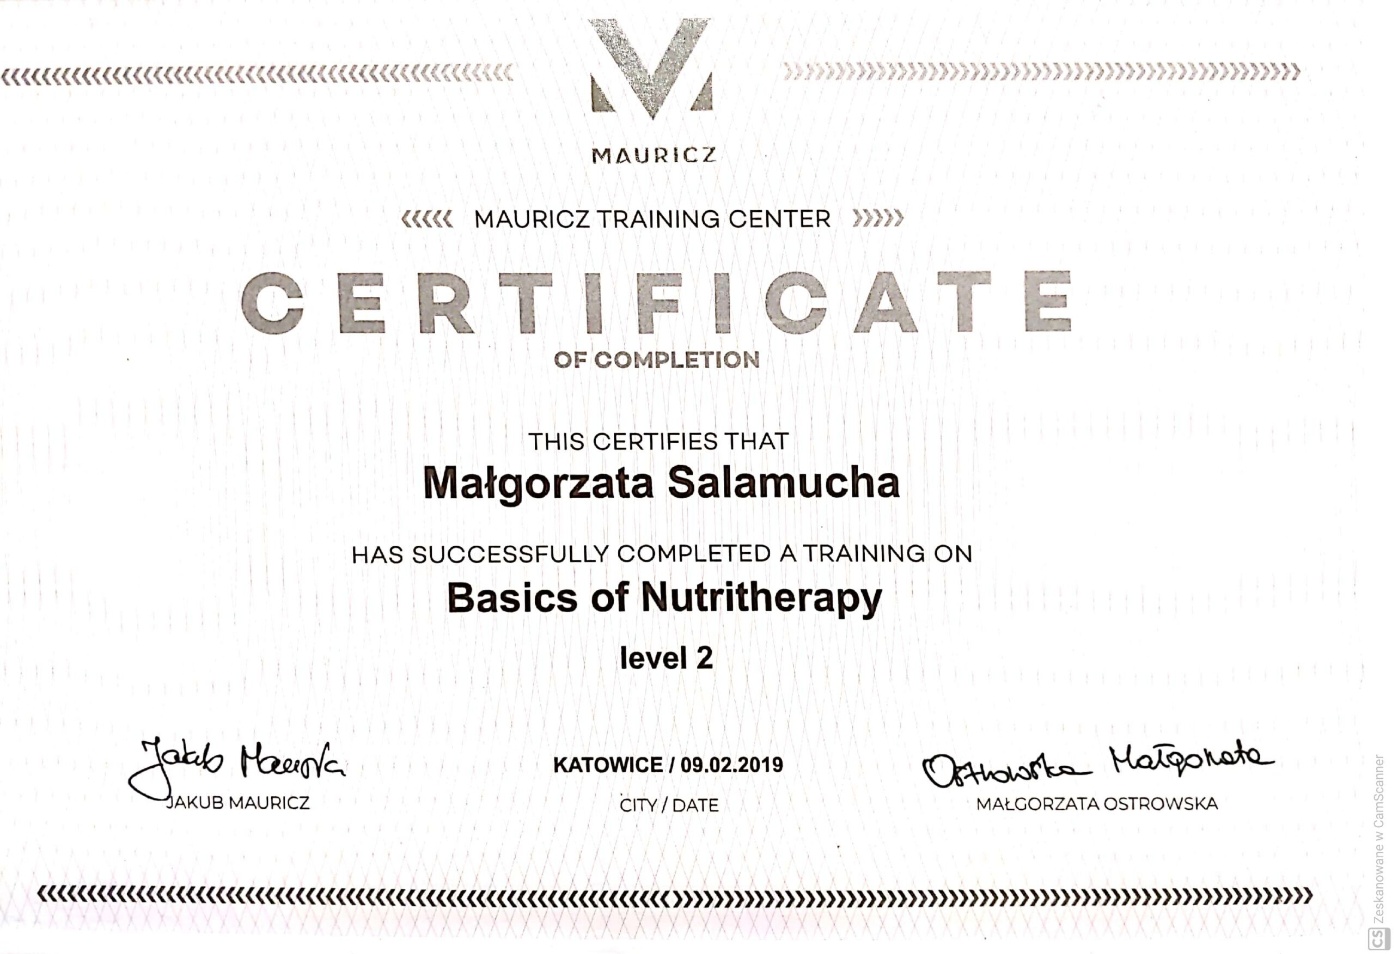 MAURICZ
MAURICZ TRAINING CENTER
CERTIFICATE
OF COMPLETION
THIS CERTIFIES THAT
Małgorzata Salamucha
HAS SUCCESSFULLY COMPLETED A TRAINING ON
Basics of Nutritherapy
level 2
Jakub Mauricz
KATOWICE / 09.02.2019
Ostrowska Małgorzata
JAKUB MAURICZ
CITY / DATE
MAŁGORZATA OSTROWSKA
CS Zeskanowane w CamScanner